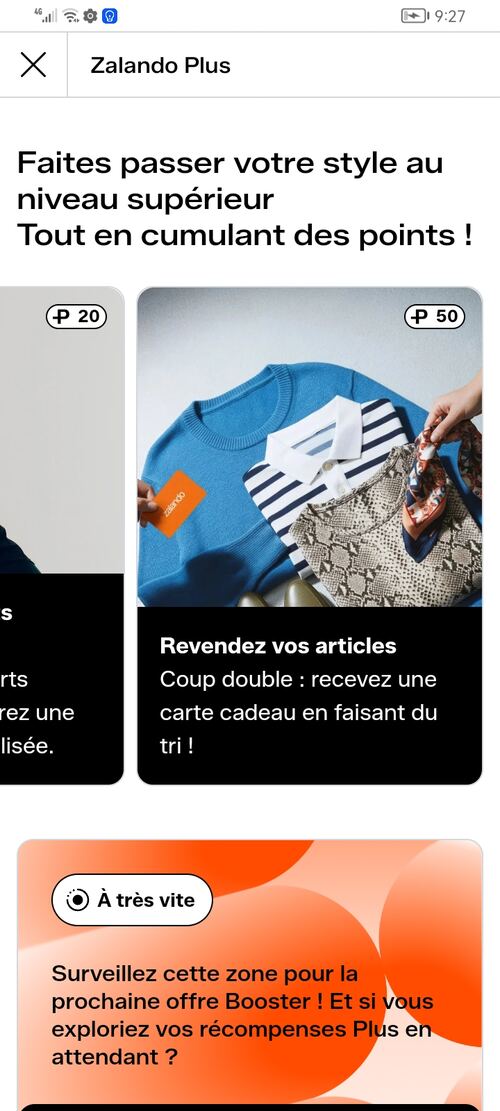 4G
9:27
Zalando Plus
Faites passer votre style au
niveau supérieur
Tout en cumulant des points !
20
50
zalando
ts
rts
rez une
lisée.
Revendez vos articles
Coup double : recevez une
carte cadeau en faisant du
tri !
À très vite
Surveillez cette zone pour la
prochaine offre Booster ! Et si vous
exploriez vos récompenses Plus en
attendant ?